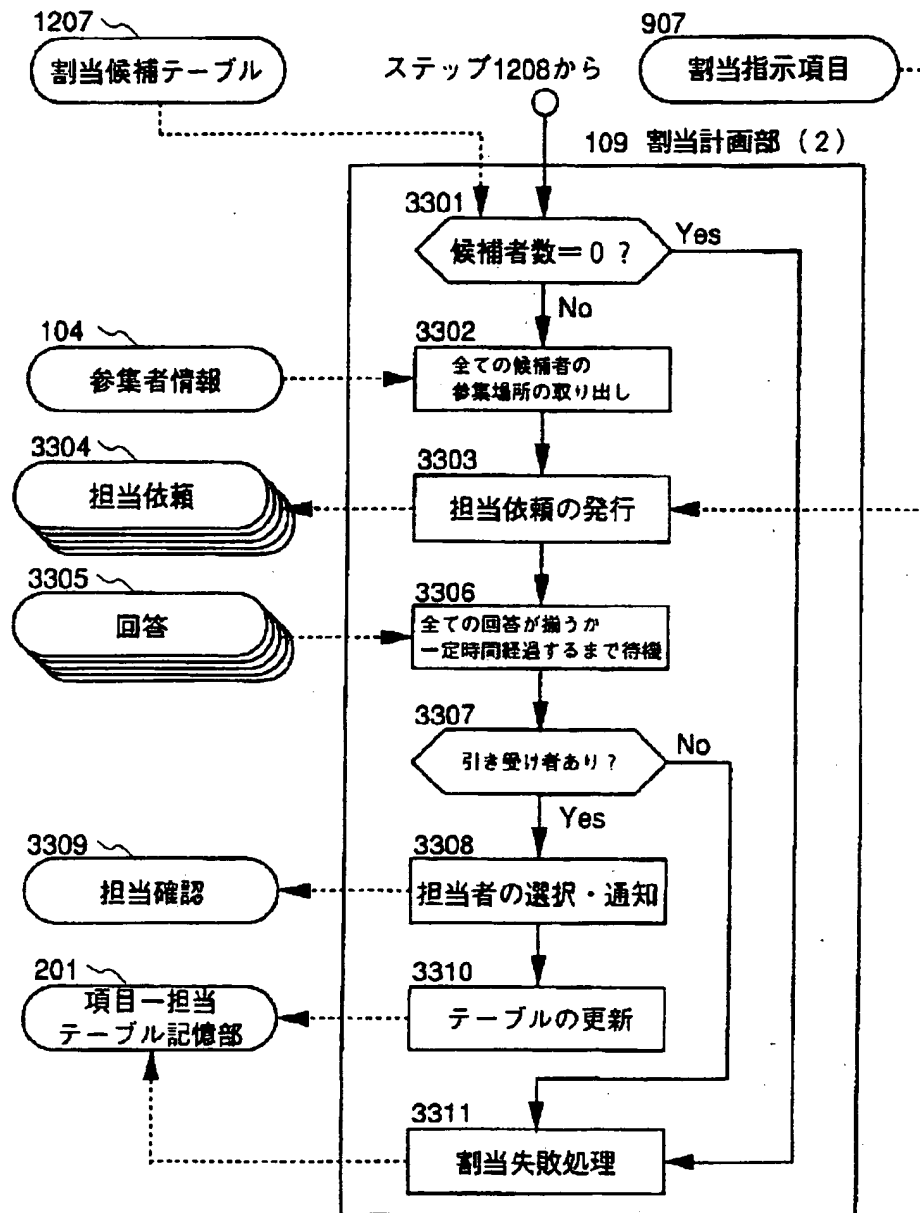 1207
割当候補テーブル
ステップ1208から
907
割当指示項目
109 割当計画部(2)
3301
候補者数=0?
Yes
No
104
参集者情報
3302
全ての候補者の
参集場所の取り出し
3304
担当依頼
3303
担当依頼の発行
3305
回答
3306
全ての回答が揃うか
一定時間経過するまで待機
3307
引き受け者あり?
No
Yes
3309
担当確認
3308
担当者の選択・通知
201
項目ー担当
テーブル記憶部
3310
テーブルの更新
3311
割当失敗処理